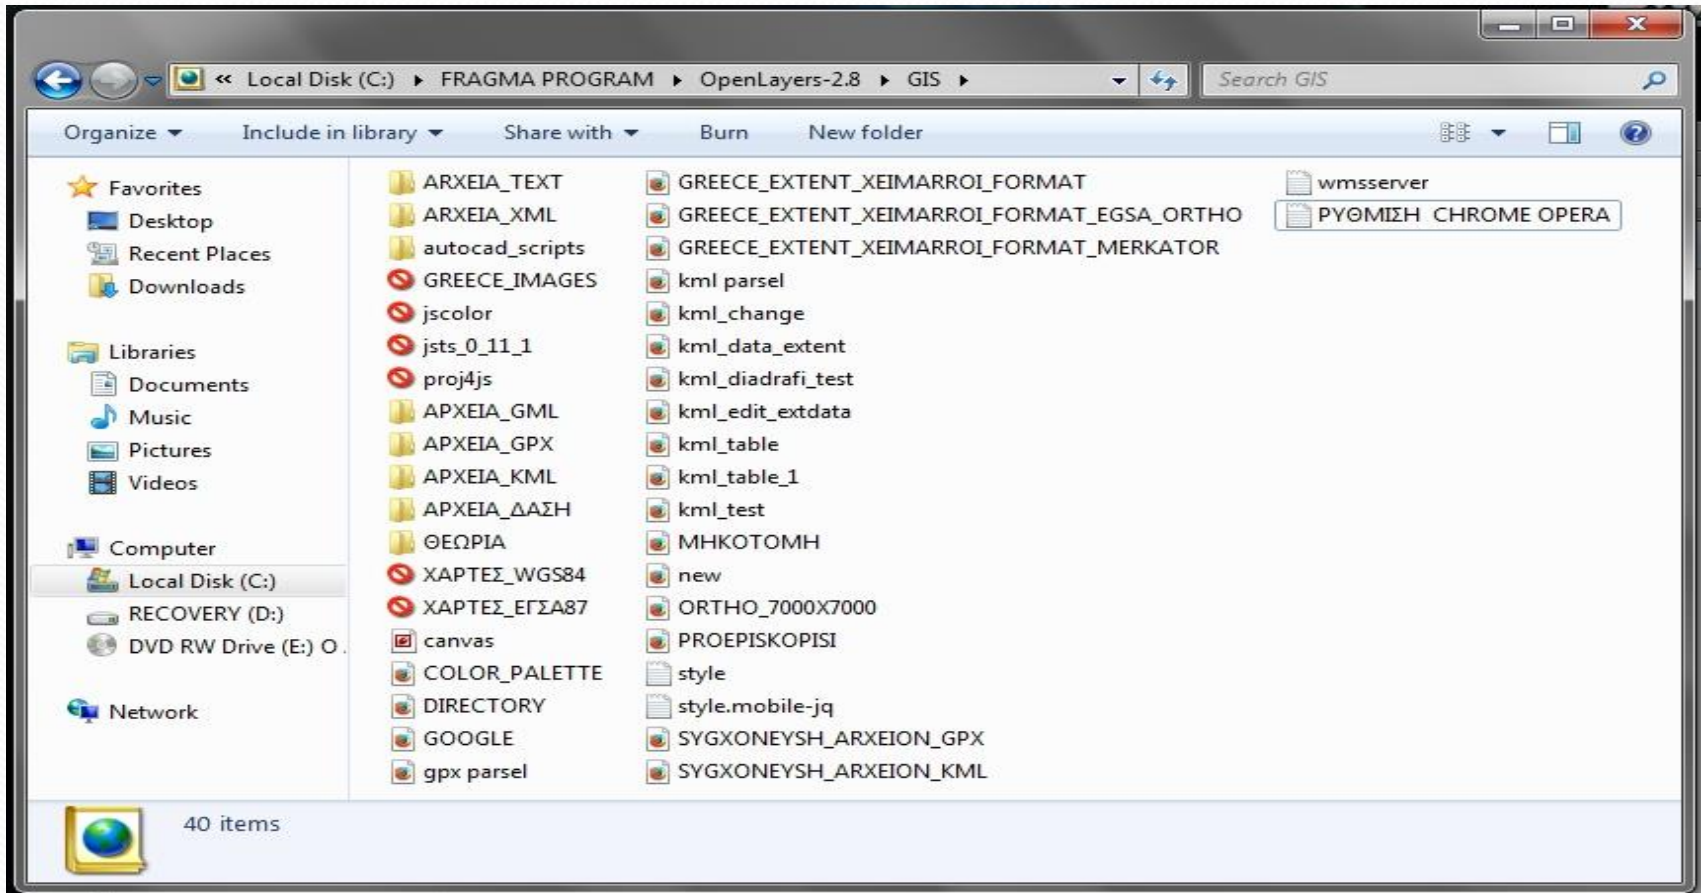 « Local Disk (C:) ▸ FRAGMA PROGRAM ▸ OpenLayers-2.8 ▸ GIS ▸
Search GIS
Organize Include in library Share with Burn New folder
Favorites
Desktop
Recent Places
Downloads
Libraries
Documents
Music
Pictures
Videos
Computer
Local Disk (C:)
RECOVERY (D:)
DVD RW Drive (E:) O
Network
ARXEIA_TEXT
ARXEIA_XML
autocad_scripts
GREECE_IMAGES
jscolor
jsts_0_11_1
proj4js
ΑΡΧΕΙΑ_GML
ΑΡΧΕΙΑ_GPX
ΑΡΧΕΙΑ_KML
ΑΡΧΕΙΑ_ΔΑΣΗ
ΘΕΩΡΙΑ
ΧΑΡΤΕΣ_WGS84
ΧΑΡΤΕΣ_ΕΓΣΑ87
canvas
COLOR_PALETTE
DIRECTORY
GOOGLE
gpx parsel
GREECE_EXTENT_XEIMARROI_FORMAT
GREECE_EXTENT_XEIMARROI_FORMAT_EGSA_ORTHO
GREECE_EXTENT_XEIMARROI_FORMAT_MERKATOR
kml parsel
kml_change
kml_data_extent
kml_diadrafi_test
kml_edit_extdata
kml_table
kml_table_1
kml_test
ΜΗΚΟΤΟΜΗ
new
ORTHO_7000X7000
PROEPISKOPISI
style
style.mobile-jq
SYGXONEYSH_ARXEION_GPX
SYGXONEYSH_ARXEION_KML
wmsserver
ΡΥΘΜΙΣΗ CHROME OPERA
40 items